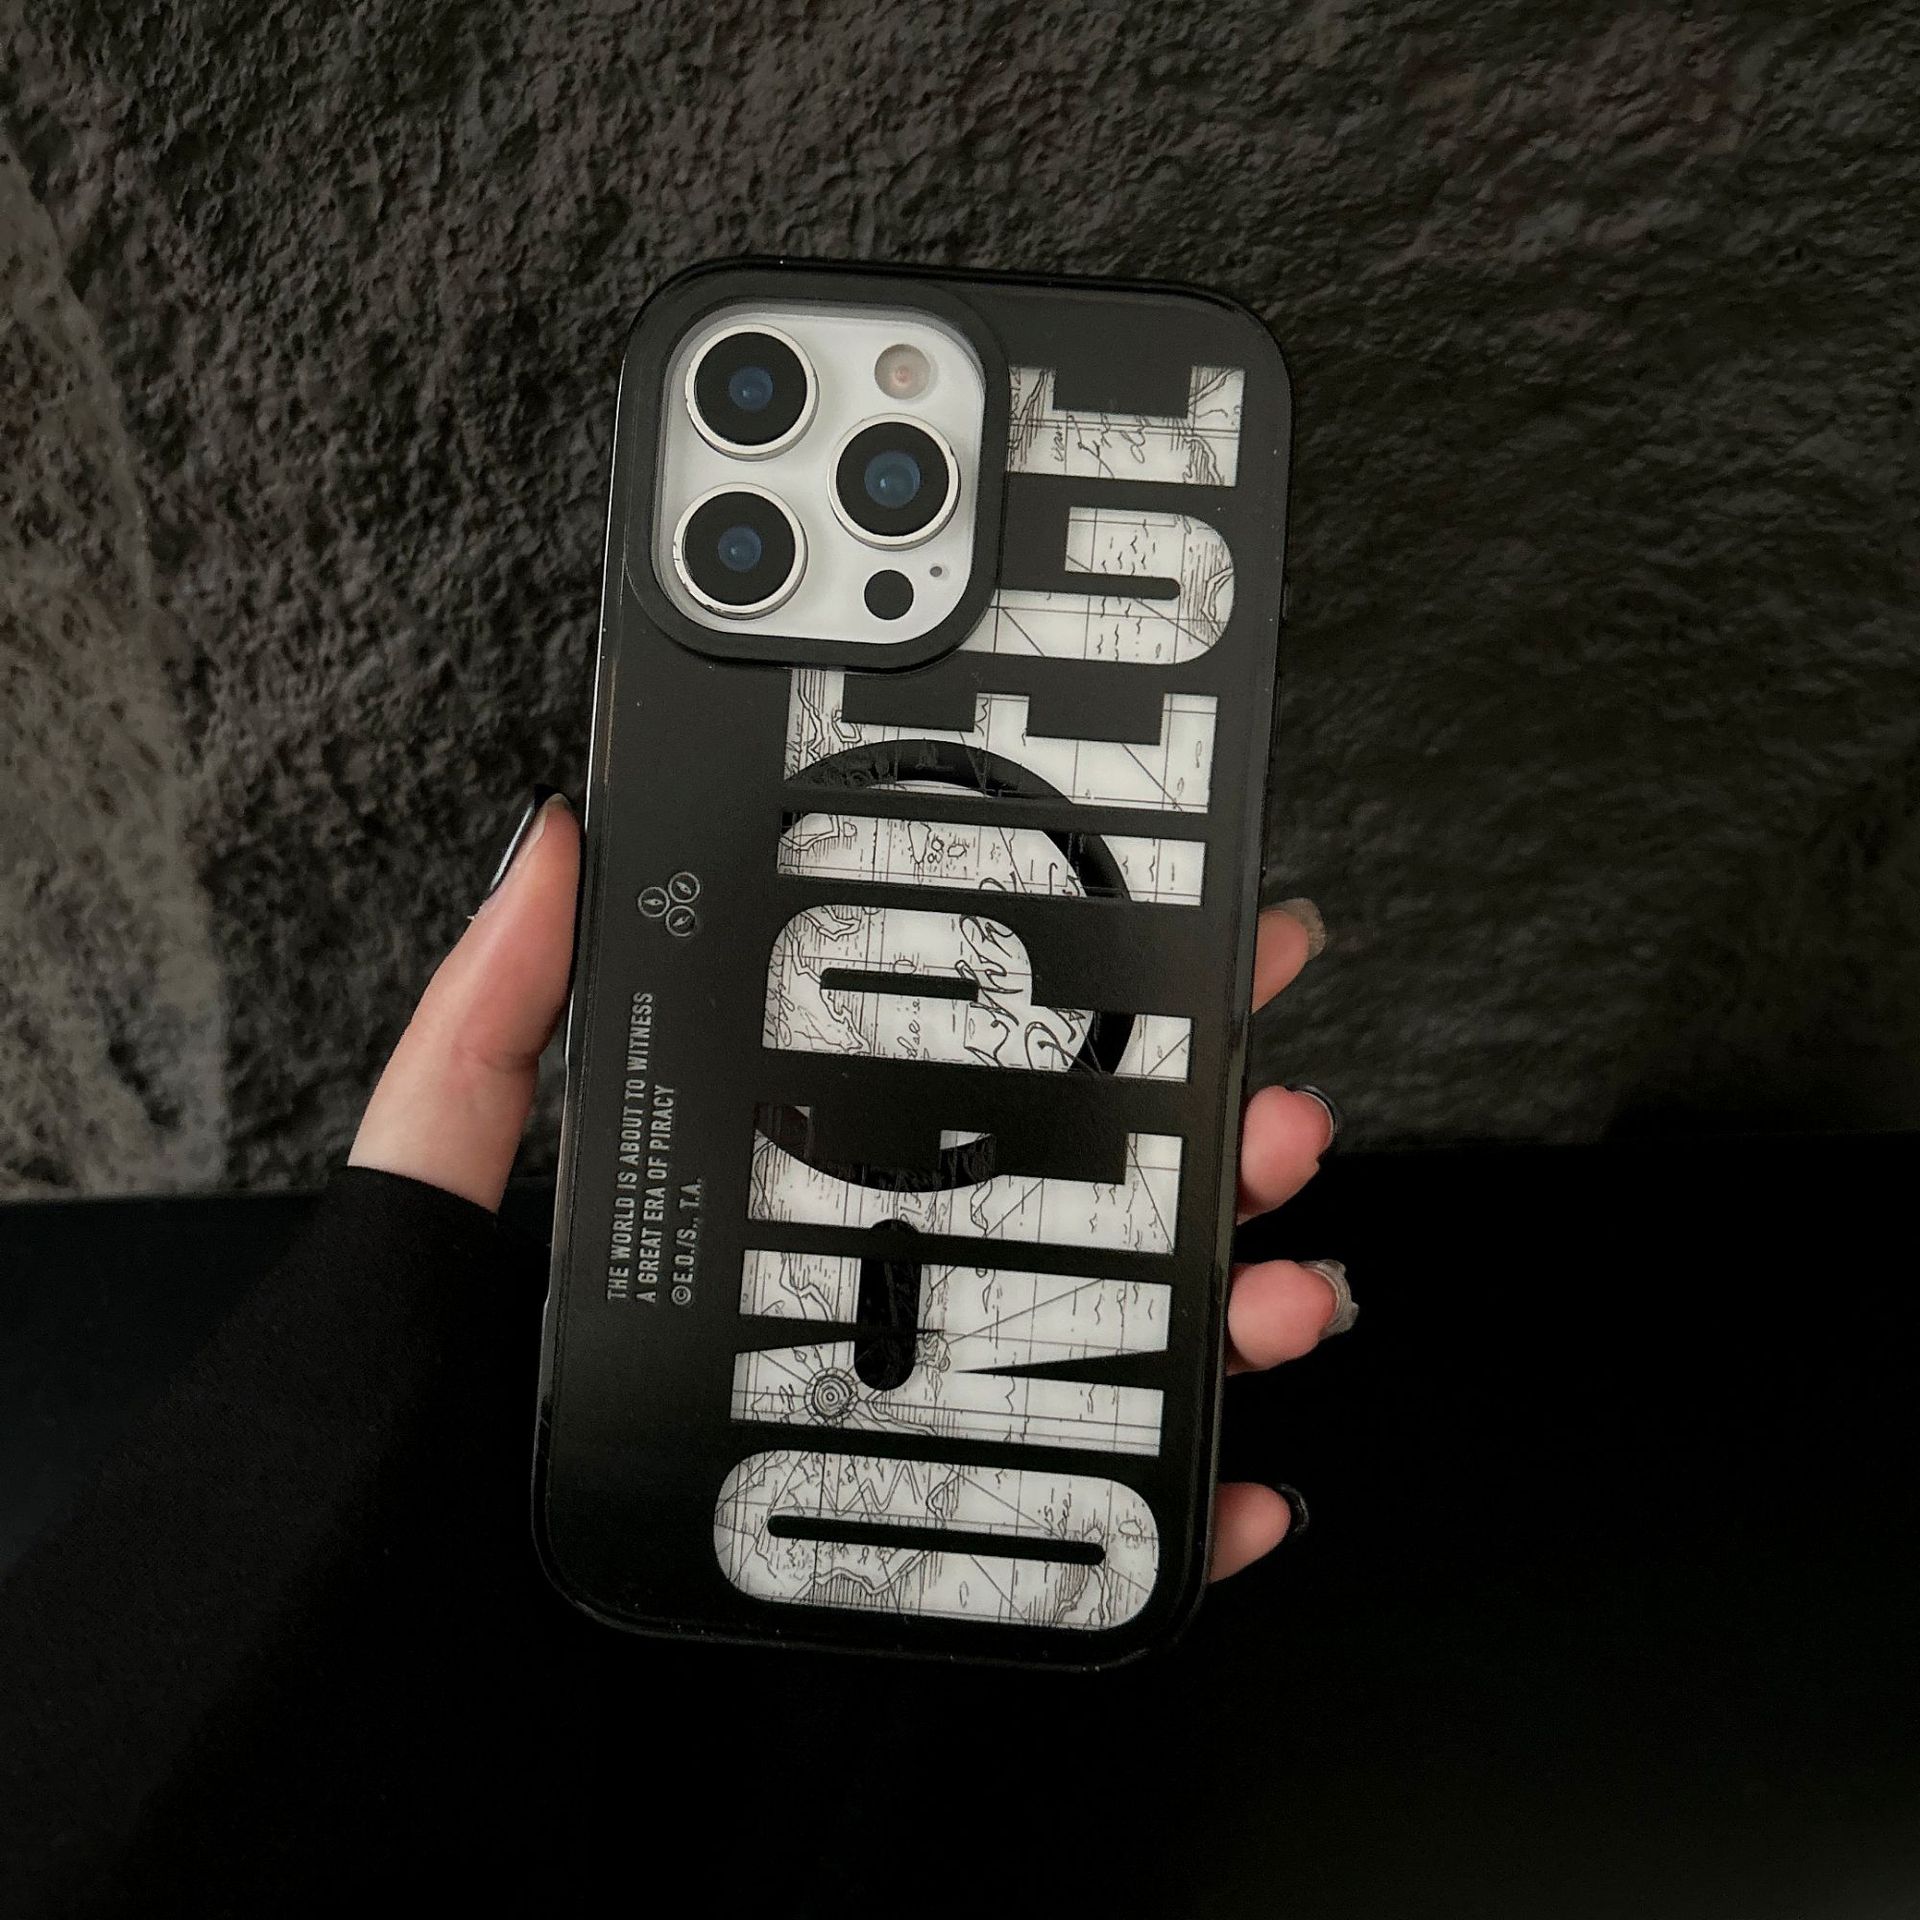 ONE PIECE
THE WORLD IS ABOUT TO WITNESS
A GREAT ERA OF PIRACY
©E.O./S., T.A.